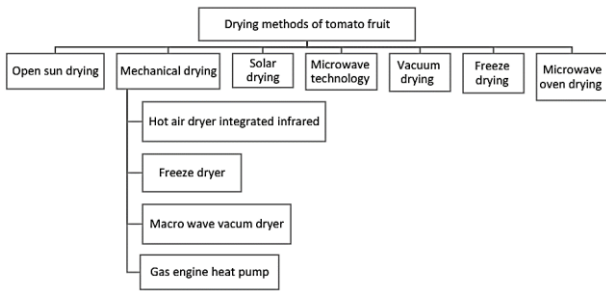 Drying methods of tomato fruit
Open sun drying
Mechanical drying
Solar
drying
Microwave
technology
Vacuum
drying
Freeze
drying
Microwave
oven drying
Hot air dryer integrated infrared
Freeze dryer
Macro wave vacum dryer
Gas engine heat pump